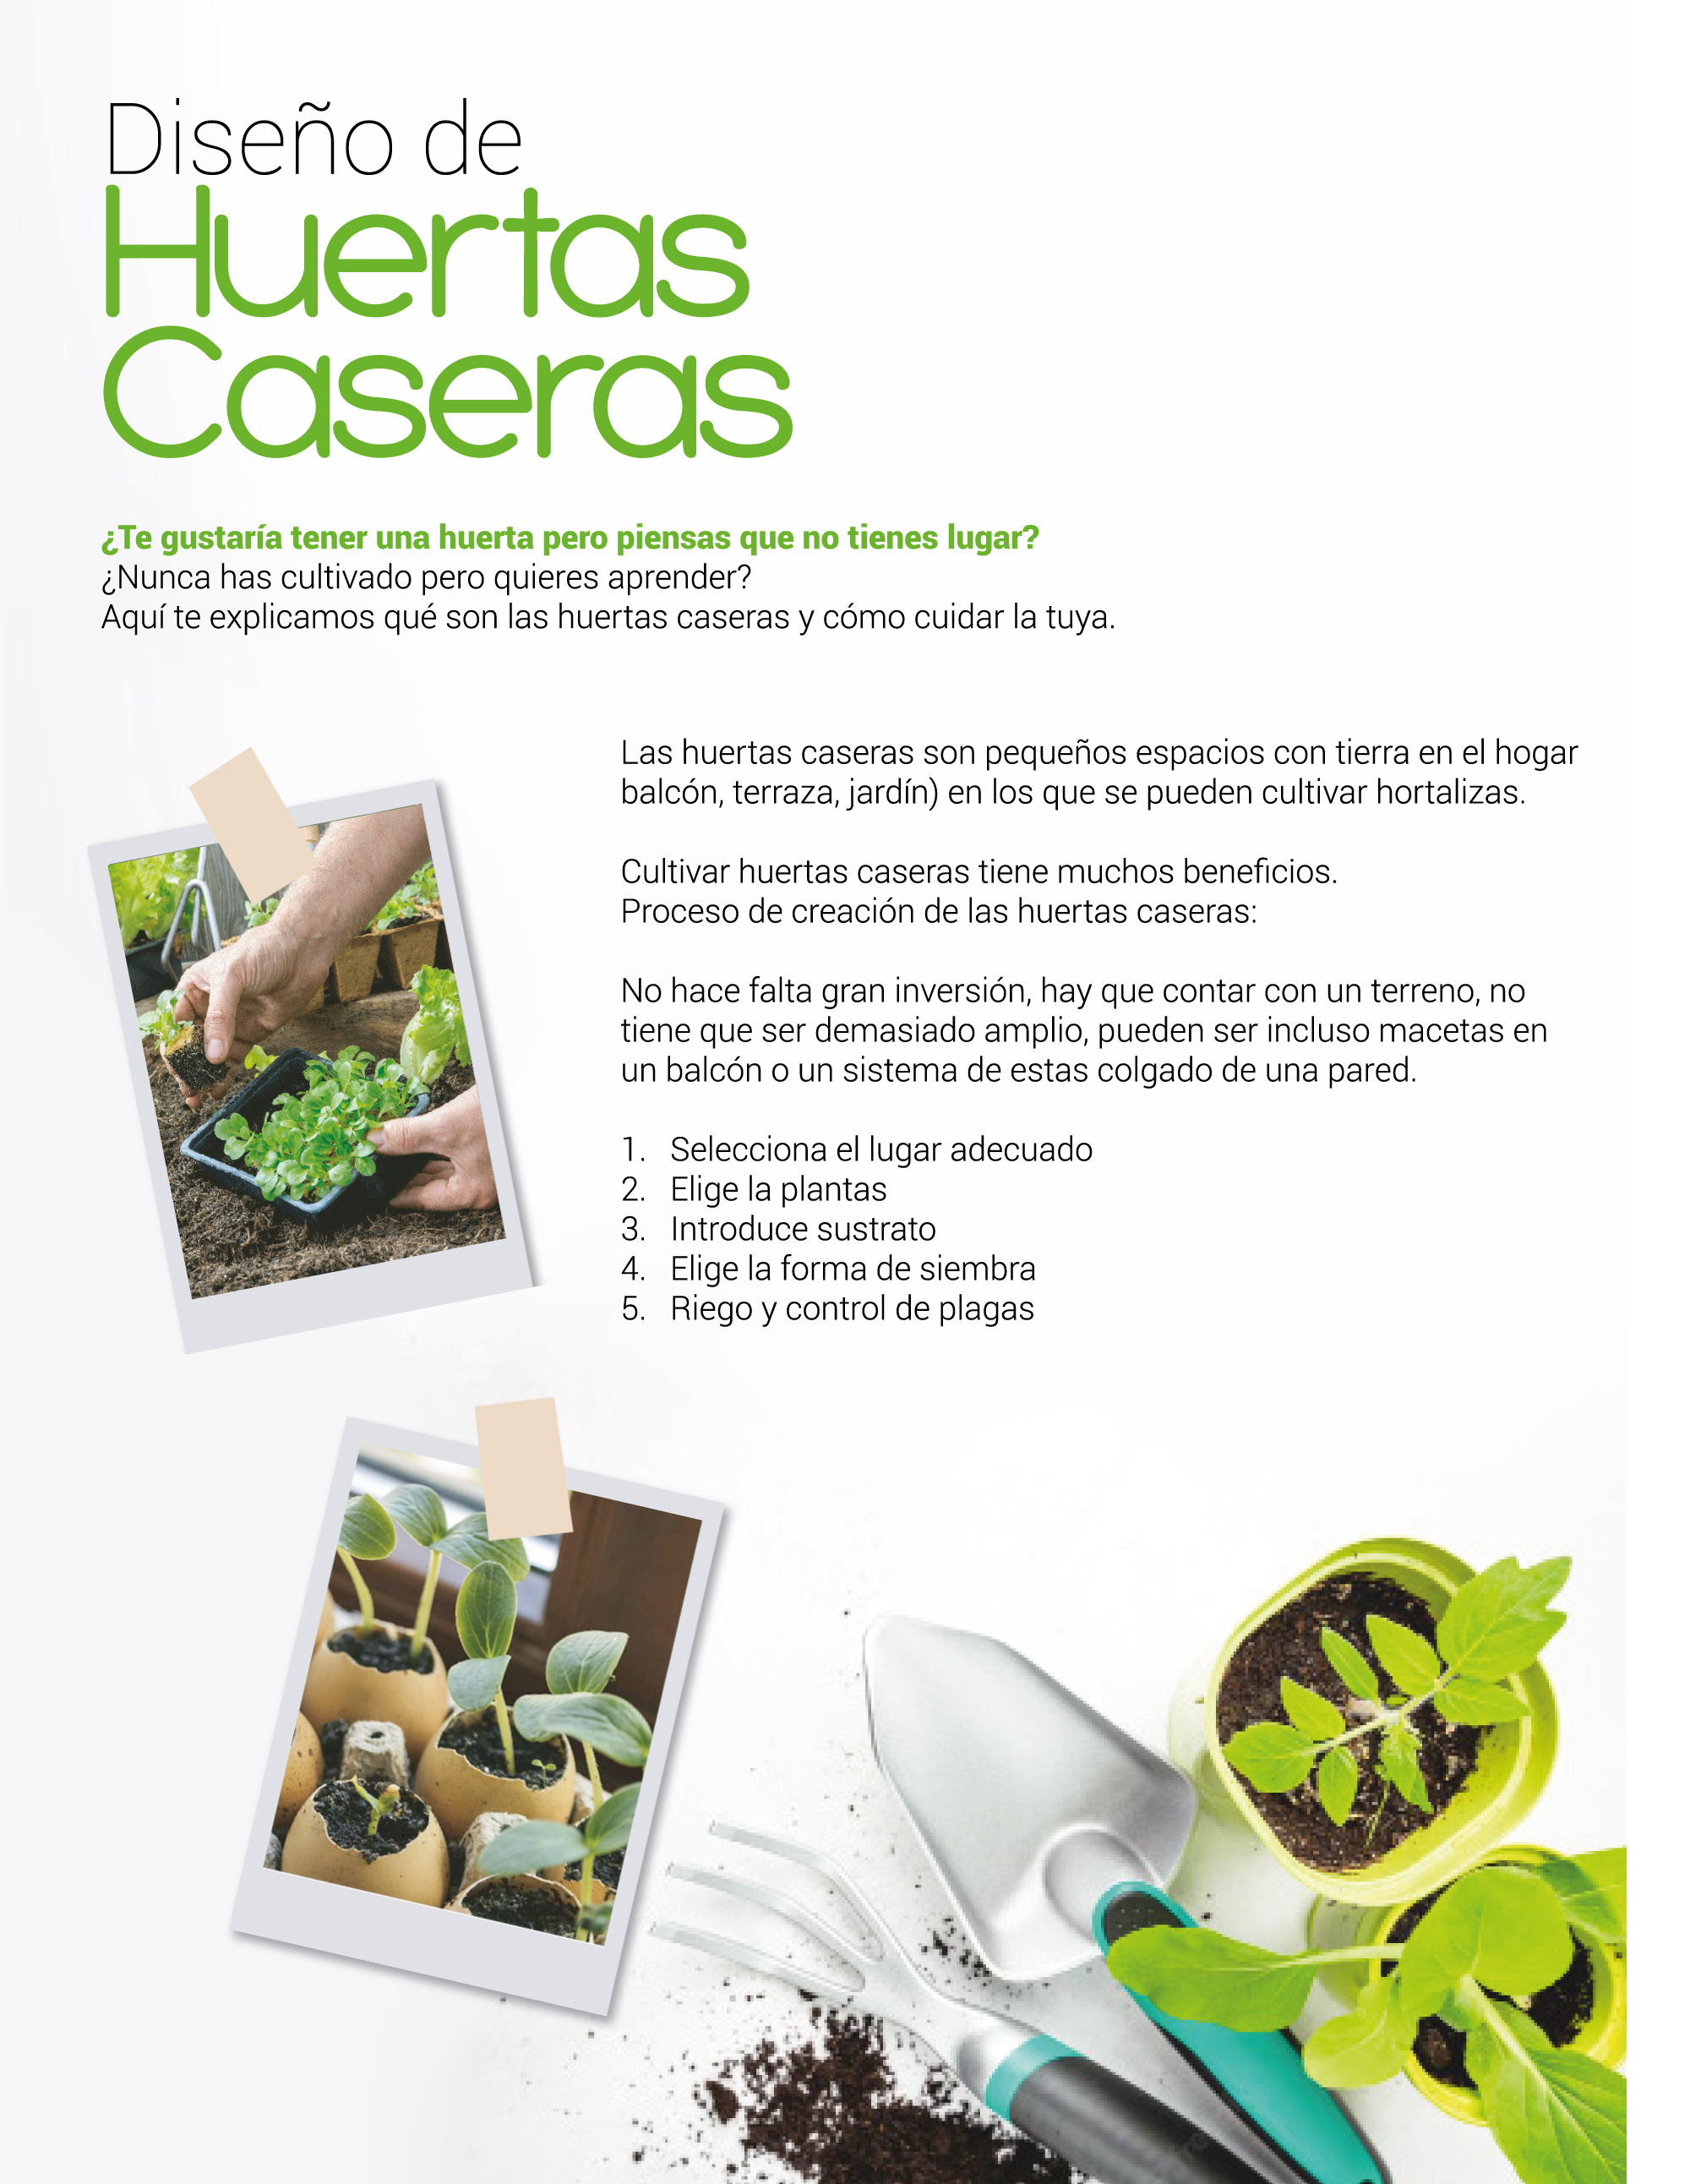 Diseño de
Huertas
Caseras
¿Te gustaría tener una huerta pero piensas que no tienes lugar?
¿Nunca has cultivado pero quieres aprender?
Aquí te explicamos qué son las huertas caseras y cómo cuidar la tuya.
Las huertas caseras son pequeños espacios con tierra en el hogar
balcón, terraza, jardín) en los que se pueden cultivar hortalizas.
Cultivar huertas caseras tiene muchos beneficios.
Proceso de creación de las huertas caseras:
No hace falta gran inversión, hay que contar con un terreno, no
tiene que ser demasiado amplio, pueden ser incluso macetas en
un balcón o un sistema de estas colgado de una pared.
1. Selecciona el lugar adecuado
2. Elige la plantas
3. Introduce sustrato
4. Elige la forma de siembra
5. Riego y control de plagas